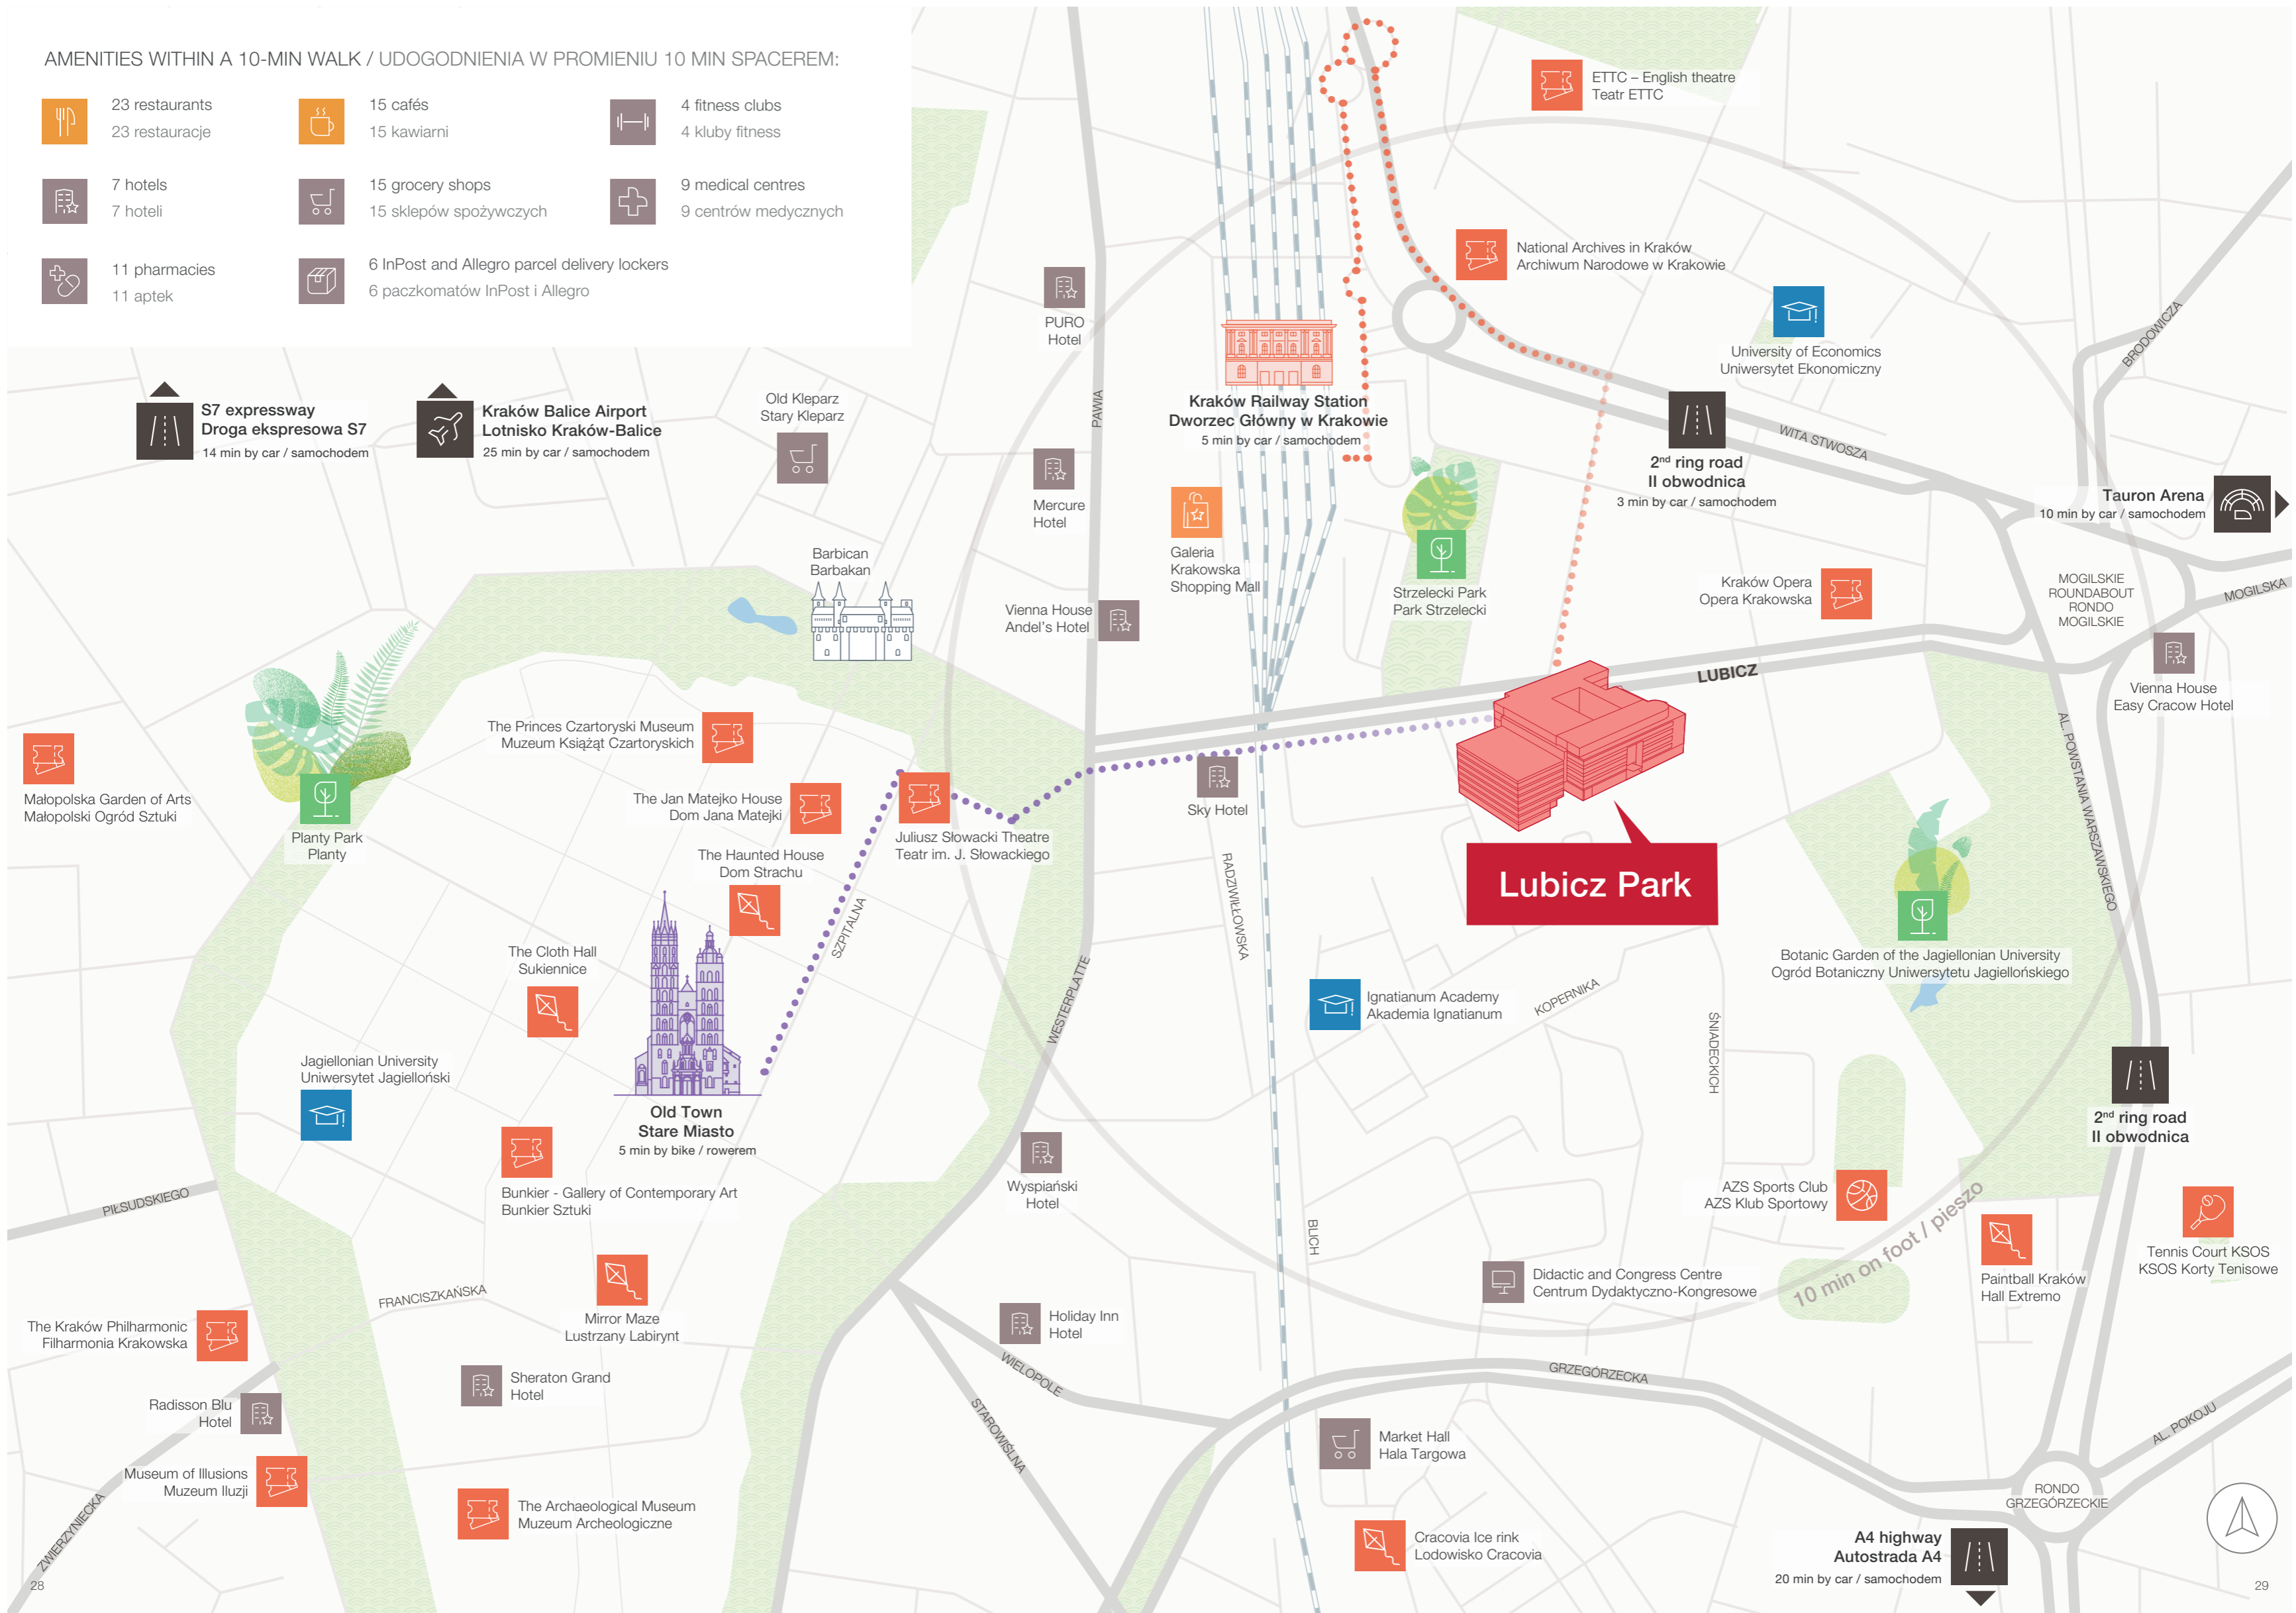 AMENITIES WITHIN A 10-MIN WALK / UDOGODNIENIA W PROMIENIU 10 MIN SPACEREM:
23 restaurants
23 restauracje
15 cafés
15 kawiarni
4 fitness clubs
4 kluby fitness
7 hotels
7 hoteli
15 grocery shops
15 sklepów spożywczych
9 medical centres
9 centrów medycznych
11 pharmacies
11 aptek
6 InPost and Allegro parcel delivery lockers
6 paczkomatów InPost i Allegro
ETTC – English theatre
Teatr ETTC
National Archives in Kraków
Archiwum Narodowe w Krakowie
PURO
Hotel
University of Economics
Uniwersytet Ekonomiczny
BRODOWICZA
S7 expressway
Droga ekspresowa S7
14 min by car / samochodem
Kraków Balice Airport
Lotnisko Kraków-Balice
25 min by car / samochodem
Old Kleparz
Stary Kleparz
PAWIA
Kraków Railway Station
Dworzec Główny w Krakowie
5 min by car / samochodem
2nd ring road
II obwodnica
3 min by car / samochodem
WITA STWOSZA
Tauron Arena
10 min by car / samochodem
Mercure
Hotel
Galeria
Krakowska
Shopping Mall
Barbican
Barbakan
Vienna House
Andel's Hotel
Strzelecki Park
Park Strzelecki
Kraków Opera
Opera Krakowska
MOGILSKIE
ROUNDABOUT
RONDO
MOGILSKIE
MOGILSKA
LUBICZ
Vienna House
Easy Cracow Hotel
AL. POWSTANIA WARSZAWSKIEGO
The Princes Czartoryski Museum
Muzeum Książąt Czartoryskich
Małopolska Garden of Arts
Małopolski Ogród Sztuki
Planty Park
Planty
The Jan Matejko House
Dom Jana Matejki
Juliusz Słowacki Theatre
Teatr im. J. Słowackiego
Sky Hotel
The Haunted House
Dom Strachu
SZPITALNA
RADZIWIŁŁOWSKA
Lubicz Park
The Cloth Hall
Sukiennice
WESTERPLATTE
Botanic Garden of the Jagiellonian University
Ogród Botaniczny Uniwersytetu Jagiellońskiego
Ignatianum Academy
Akademia Ignatianum
KOPERNIKA
ŚNIADECKICH
Jagiellonian University
Uniwersytet Jagielloński
Old Town
Stare Miasto
5 min by bike / rowerem
2nd ring road
II obwodnica
Bunkier - Gallery of Contemporary Art
Bunkier Sztuki
Wyspiański
Hotel
PIŁSUDSKIEGO
BLICH
AZS Sports Club
AZS Klub Sportowy
10 min on foot / pieszo
Tennis Court KSOS
KSOS Korty Tenisowe
Paintball Kraków
Hall Extremo
Didactic and Congress Centre
Centrum Dydaktyczno-Kongresowe
FRANCISZKAŃSKA
Mirror Maze
Lustrzany Labirynt
The Kraków Philharmonic
Filharmonia Krakowska
Holiday Inn
Hotel
Sheraton Grand
Hotel
WIELOPOLE
GRZEGÓRZECKA
Radisson Blu
Hotel
STAROWIŚLNA
Market Hall
Hala Targowa
AL. POKOJU
Museum of Illusions
Muzeum Iluzji
The Archaeological Museum
Muzeum Archeologiczne
RONDO
GRZEGÓRZECKIE
ZWIERZYNIECKA
Cracovia Ice rink
Lodowisko Cracovia
A4 highway
Autostrada A4
20 min by car / samochodem
28
29